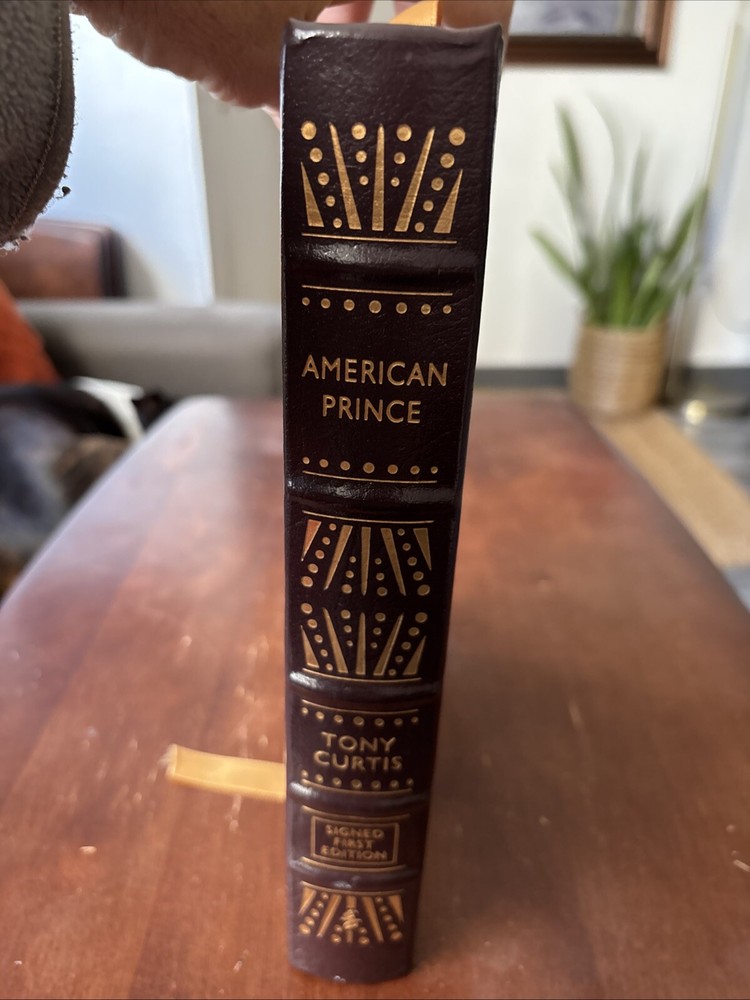 AMERICAN
PRINCE
TONY
CURTIS
SIGNED
FIRST
EDITION